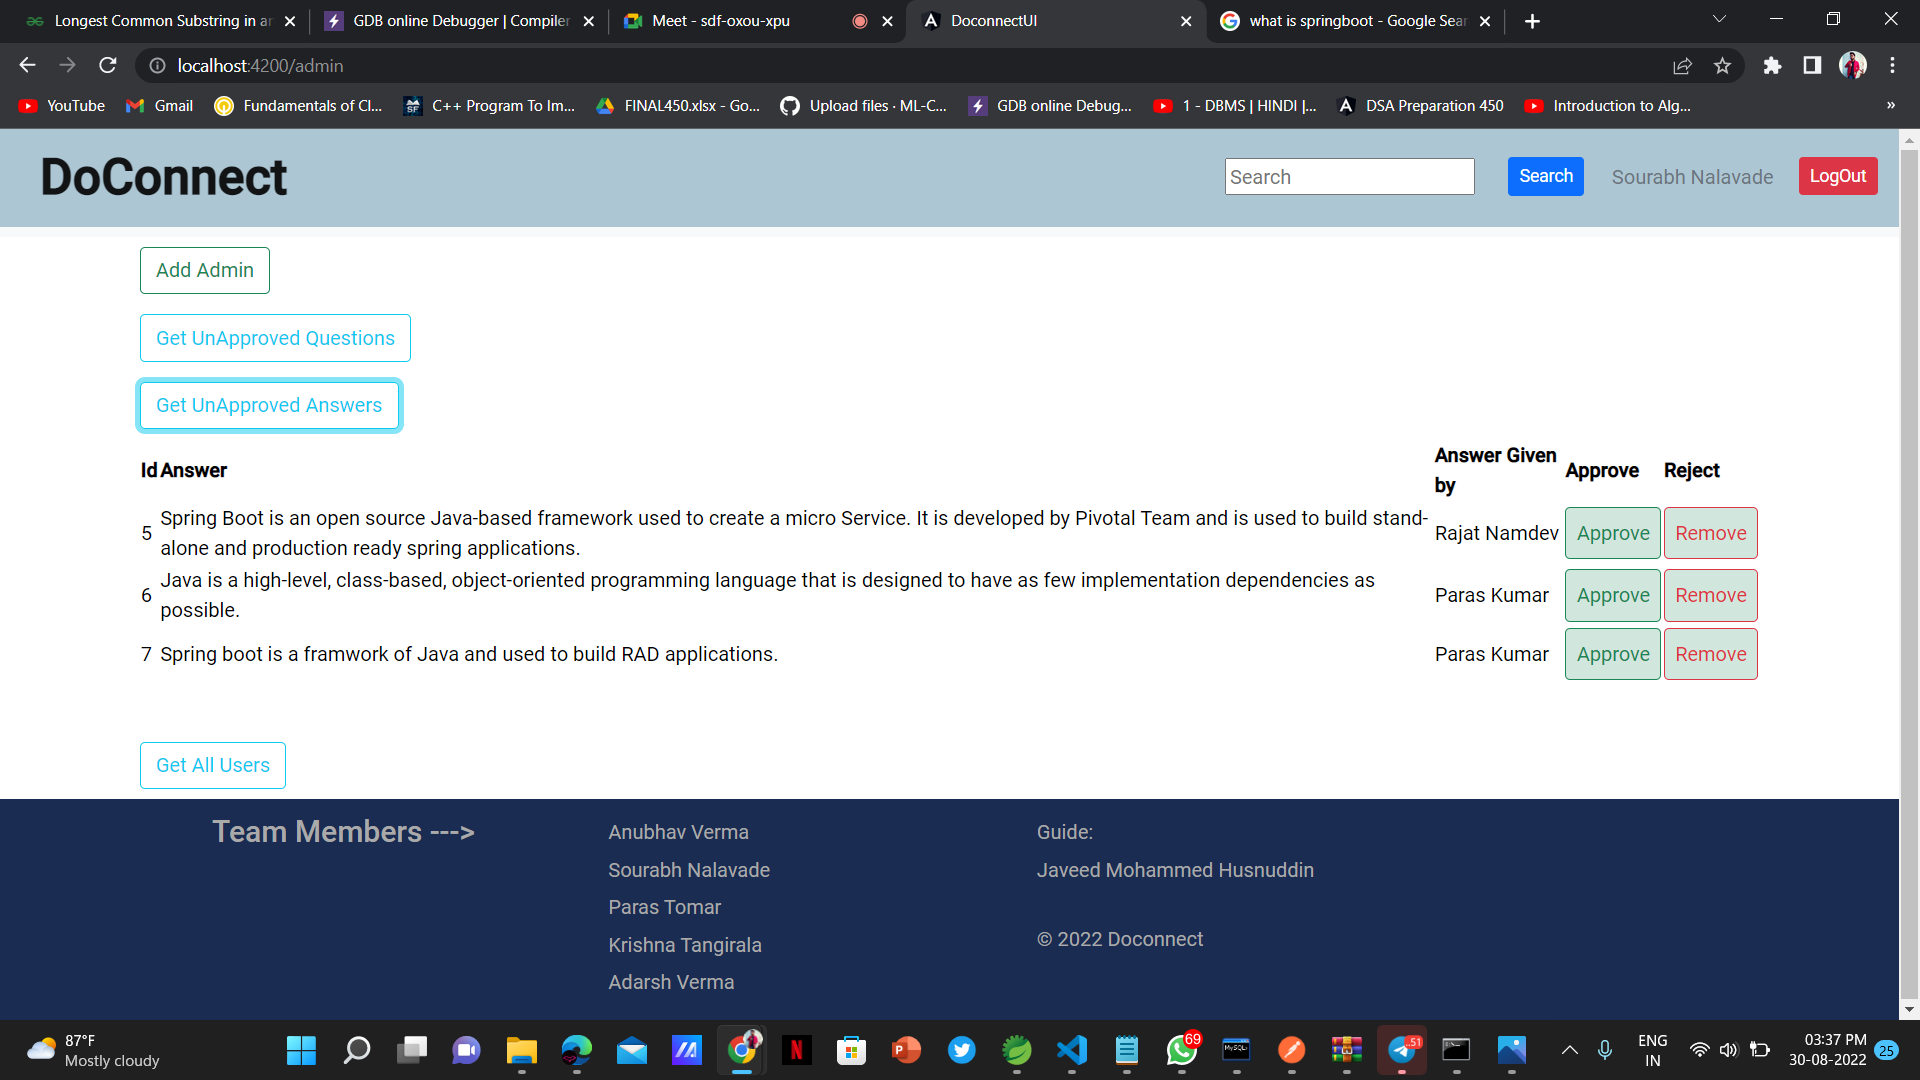 Longest Common Substring in ar
GDB online Debugger | Compiler
Meet - sdf-oxou-xpu
DoconnectUI
what is springboot - Google Sear
localhost:4200/admin
YouTube
Gmail
Fundamentals of Cl...
C++ Program To Im...
FINAL450.xlsx - Go...
Upload files · ML-C...
GDB online Debug...
1 - DBMS | HINDI |...
DSA Preparation 450
Introduction to Alg...
»
DoConnect
Search
Search
Sourabh Nalavade
LogOut
Add Admin
Get UnApproved Questions
Get UnApproved Answers
Id Answer
Answer Given
by
Approve
Reject
5
Spring Boot is an open source Java-based framework used to create a micro Service. It is developed by Pivotal Team and is used to build stand-
alone and production ready spring applications.
Rajat Namdev
Approve
Remove
6
Java is a high-level, class-based, object-oriented programming language that is designed to have as few implementation dependencies as
possible.
Paras Kumar
Approve
Remove
7
Spring boot is a framwork of Java and used to build RAD applications.
Paras Kumar
Approve
Remove
Get All Users
Team Members --->
Anubhav Verma
Sourabh Nalavade
Paras Tomar
Krishna Tangirala
Adarsh Verma
Guide:
Javeed Mohammed Husnuddin
© 2022 Doconnect
87°F
Mostly cloudy
69
MySQL
..51
ENG
IN
03:37 PM
30-08-2022
25